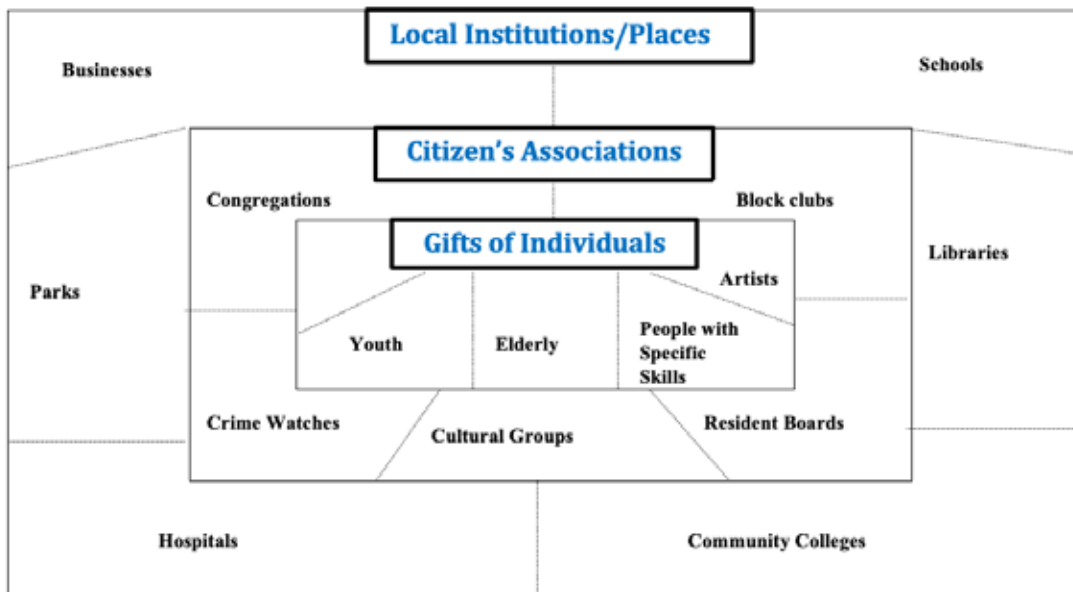 Local Institutions/Places
Businesses
Schools
Citizen's Associations
Congregations
Block clubs
Gifts of Individuals
Libraries
Parks
Artists
Youth
Elderly
People with
Specific
Skills
Crime Watches
Cultural Groups
Resident Boards
Hospitals
Community Colleges